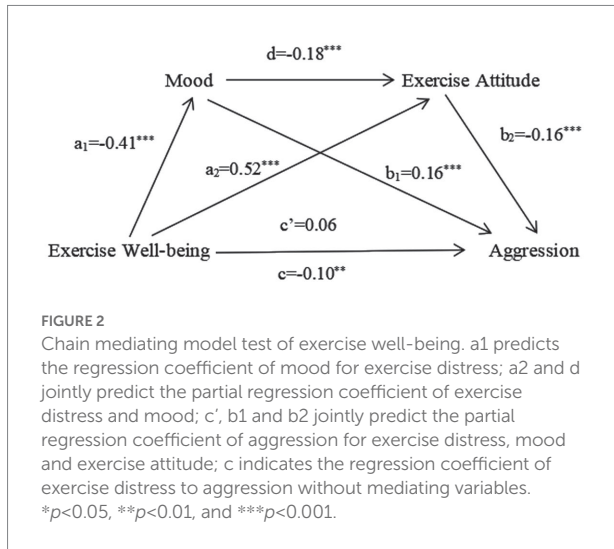 d=-0.18***
Mood
Exercise Attitude
a₁=-0.41***
b₂=-0.16***
a₂=0.52***
b₁=0.16***
c’=0.06
Exercise Well-being
Aggression
c=-0.10**
FIGURE 2
Chain mediating model test of exercise well-being. a1 predicts
the regression coefficient of mood for exercise distress; a2 and d
jointly predict the partial regression coefficient of exercise
distress and mood; c’, b1 and b2 jointly predict the partial
regression coefficient of aggression for exercise distress, mood
and exercise attitude; c indicates the regression coefficient of
exercise distress to aggression without mediating variables.
*p<0.05, **p<0.01, and ***p<0.001.